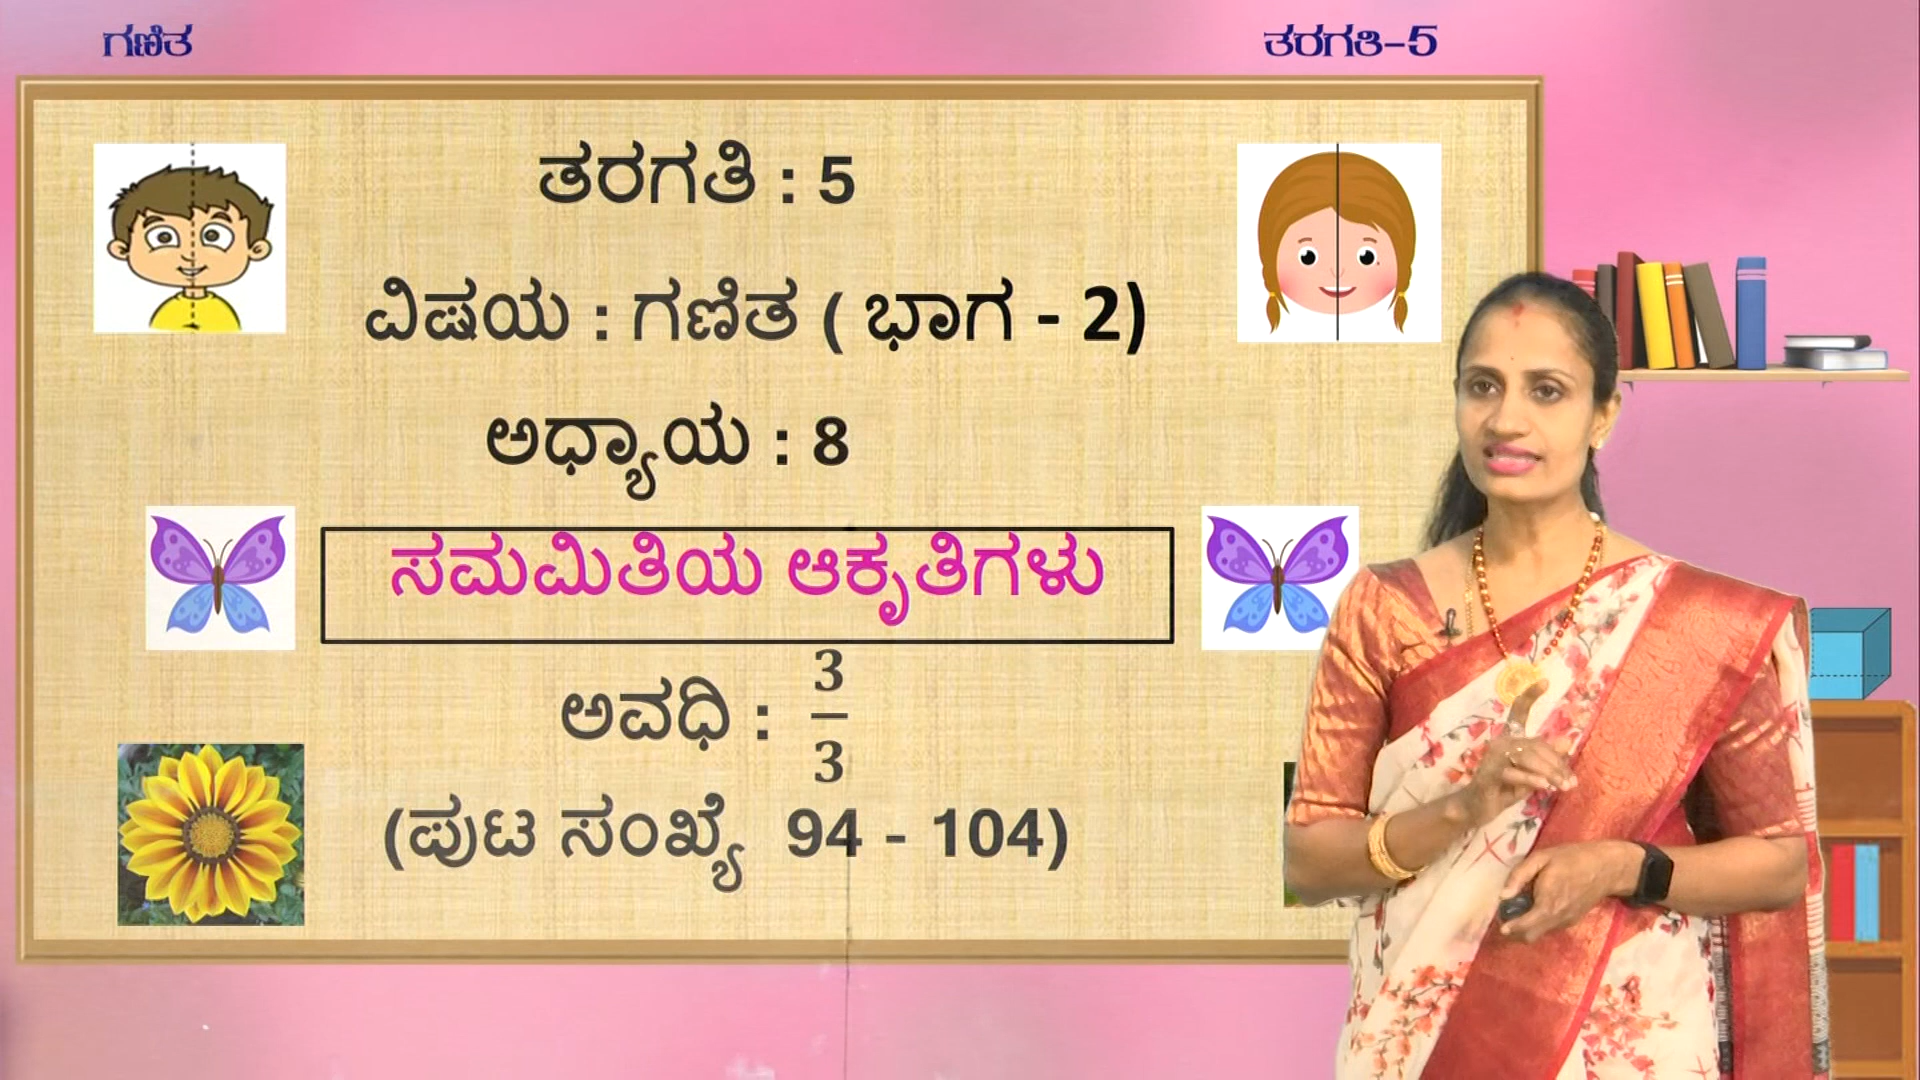 ಗಣಿತ
ತರಗತಿ-5
ತರಗತಿ : 5
ವಿಷಯ : ಗಣಿತ ( ಭಾಗ - 2)
ಅಧ್ಯಾಯ : 8
ಸಮಮಿತಿಯ ಆಕೃತಿಗಳು
ಅವಧಿ : 3/3
(ಪುಟ ಸಂಖ್ಯೆ 94 - 104)